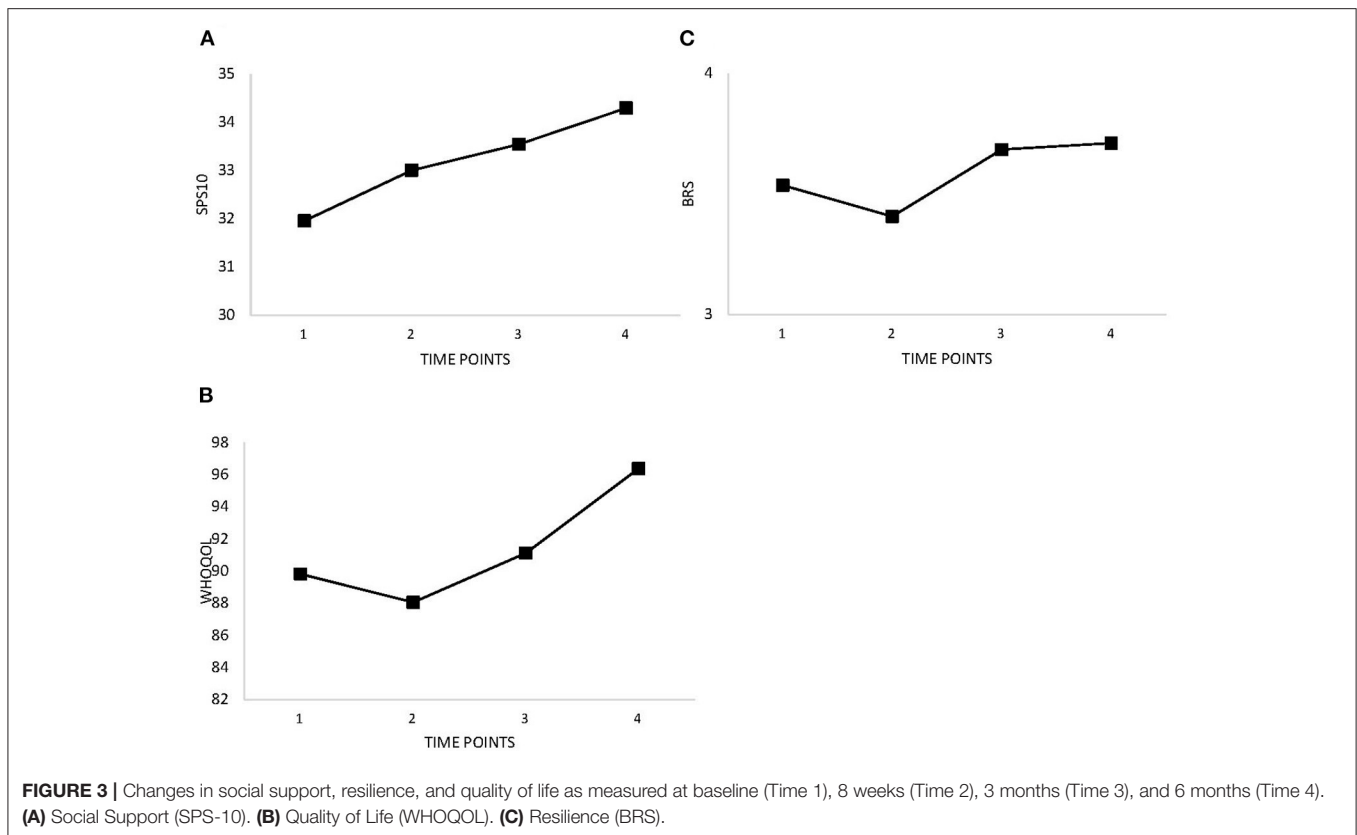 A
35
34
33
32
31
30
SPS10
1 2 3 4
TIME POINTS
C
4
3
BRS
1 2 3 4
TIME POINTS
B
98
96
94
92
90
88
86
84
82
WHOQOL
1 2 3 4
TIME POINTS
FIGURE 3 | Changes in social support, resilience, and quality of life as measured at baseline (Time 1), 8 weeks (Time 2), 3 months (Time 3), and 6 months (Time 4).
(A) Social Support (SPS-10). (B) Quality of Life (WHOQOL). (C) Resilience (BRS).